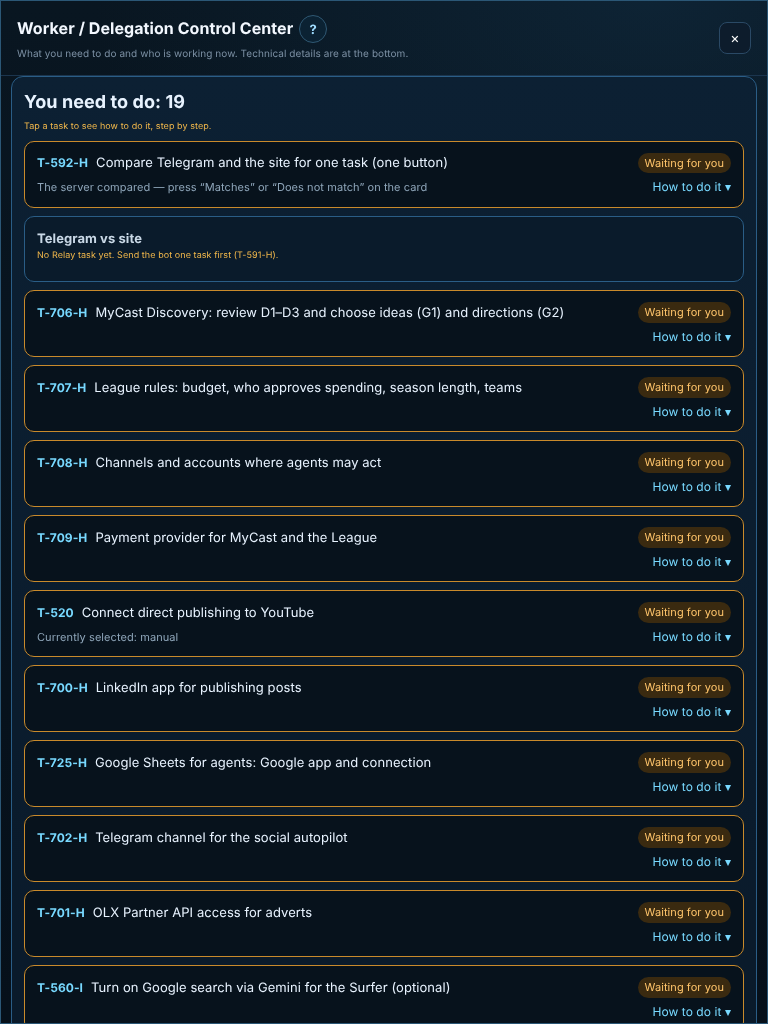 Worker / Delegation Control Center ?
×
What you need to do and who is working now. Technical details are at the bottom.
You need to do: 19
Tap a task to see how to do it, step by step.
T-592-H Compare Telegram and the site for one task (one button) Waiting for you
The server compared — press “Matches” or “Does not match” on the card How to do it ▾
Telegram vs site
No Relay task yet. Send the bot one task first (T-591-H).
T-706-H MyCast Discovery: review D1–D3 and choose ideas (G1) and directions (G2) Waiting for you
How to do it ▾
T-707-H League rules: budget, who approves spending, season length, teams Waiting for you
How to do it ▾
T-708-H Channels and accounts where agents may act Waiting for you
How to do it ▾
T-709-H Payment provider for MyCast and the League Waiting for you
How to do it ▾
T-520 Connect direct publishing to YouTube Waiting for you
Currently selected: manual How to do it ▾
T-700-H LinkedIn app for publishing posts Waiting for you
How to do it ▾
T-725-H Google Sheets for agents: Google app and connection Waiting for you
How to do it ▾
T-702-H Telegram channel for the social autopilot Waiting for you
How to do it ▾
T-701-H OLX Partner API access for adverts Waiting for you
How to do it ▾
T-560-I Turn on Google search via Gemini for the Surfer (optional) Waiting for you
How to do it ▾